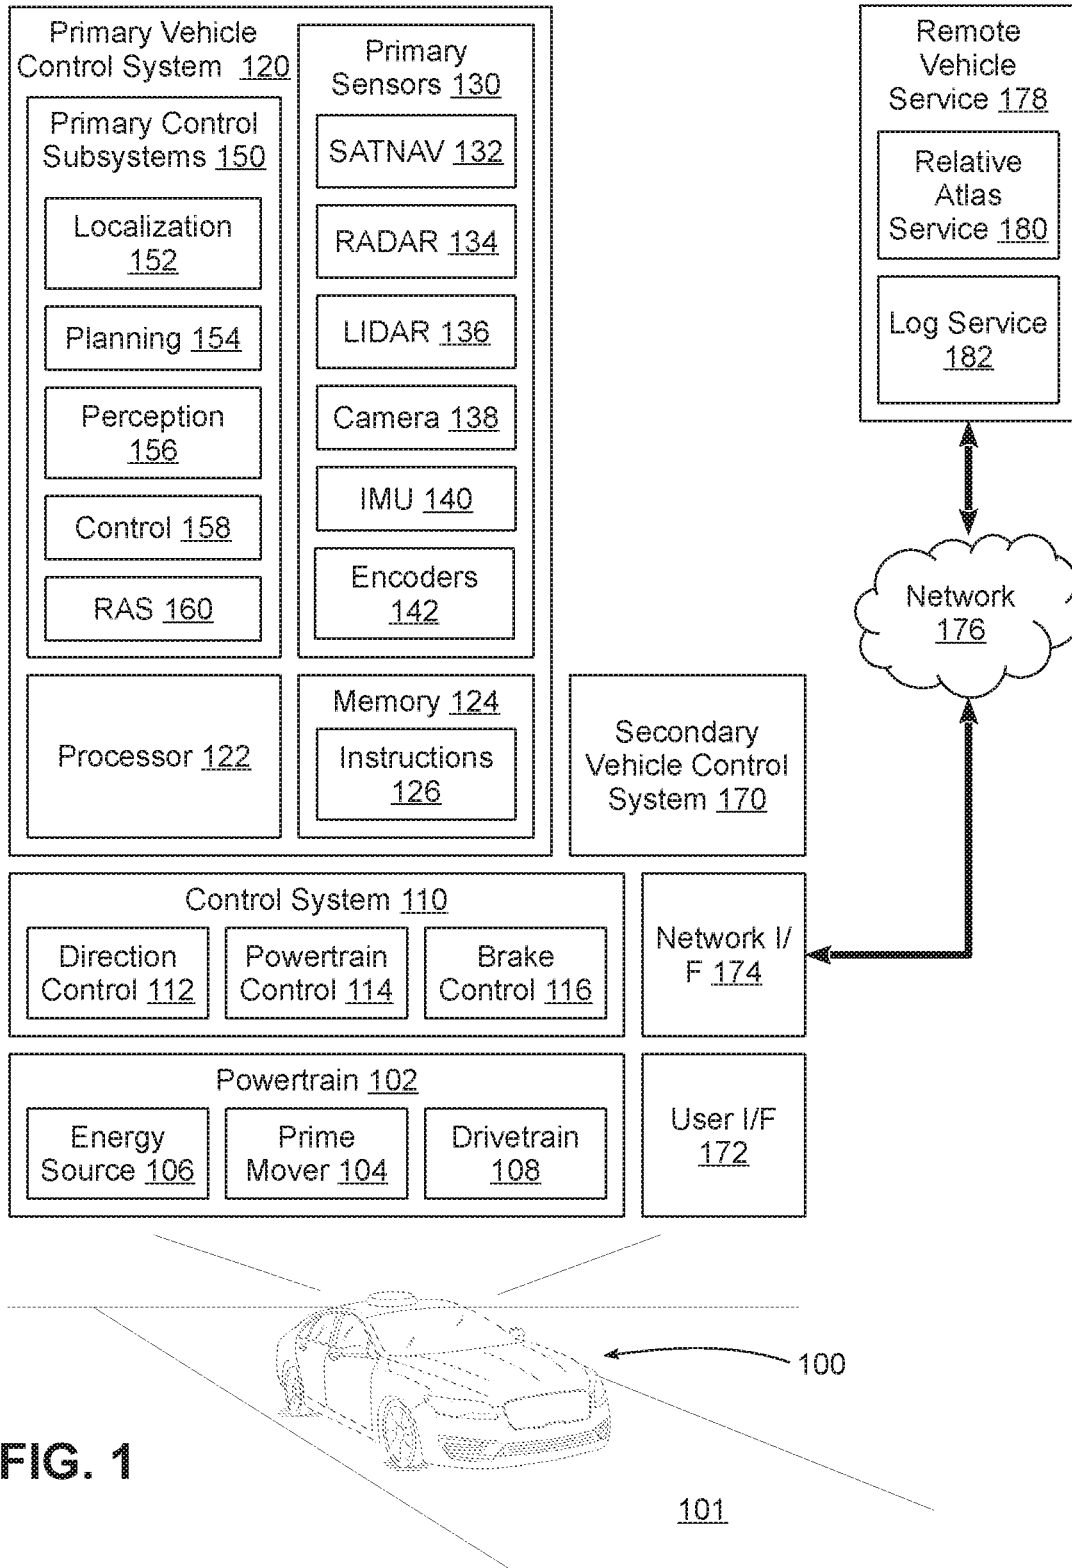 Primary Vehicle
Control System 120
Primary Control
Subsystems 150
Localization
152
Planning 154
Perception
156
Control 158
RAS 160
Primary
Sensors 130
SATNAV 132
RADAR 134
LIDAR 136
Camera 138
IMU 140
Encoders
142
Processor 122
Memory 124
Instructions
126
Secondary
Vehicle Control
System 170
Remote
Vehicle
Service 178
Relative
Atlas
Service 180
Log Service
182
Network
176
Control System 110
Direction
Control 112
Powertrain
Control 114
Brake
Control 116
Network I/
F 174
Powertrain 102
Energy
Source 106
Prime
Mover 104
Drivetrain
108
User I/F
172
100
FIG. 1
101